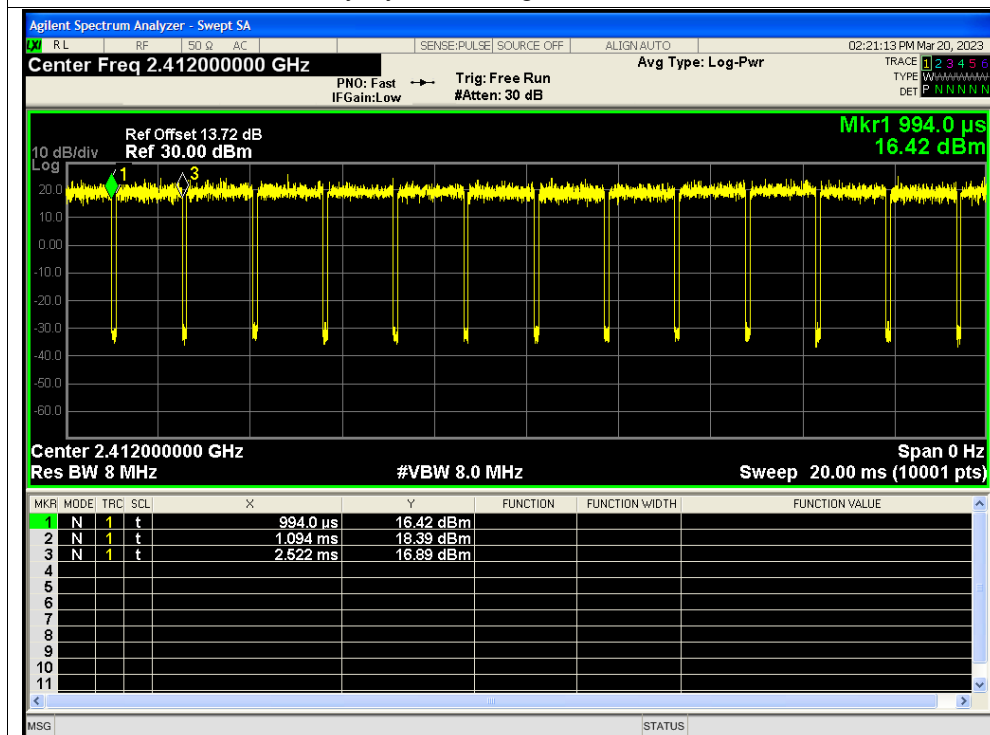 Agilent Spectrum Analyzer - Swept SA
LXI RL RF 50 Ω AC SENSE:PULSE SOURCE OFF ALIGNAUTO 02:21:13 PM Mar 20, 2023
Center Freq 2.412000000 GHz
PNO: Fast
IFGain:Low
Trig: Free Run
#Atten: 30 dB
Avg Type: Log-Pwr
TRACE 1 2 3 4 5 6
TYPE
DET P N N N N N
Mkr1 994.0 µs
16.42 dBm
Ref Offset 13.72 dB
10 dB/div Ref 30.00 dBm
Log
1
3
20.0
10.0
0.00
-10.0
-20.0
-30.0
-40.0
-50.0
-60.0
Center 2.412000000 GHz Span 0 Hz
Res BW 8 MHz #VBW 8.0 MHz Sweep 20.00 ms (10001 pts)
MKR MODE TRC SCL X Y FUNCTION FUNCTION WIDTH FUNCTION VALUE
1 N 1 t 994.0 µs 16.42 dBm
2 N 1 t 1.094 ms 18.39 dBm
3 N 1 t 2.522 ms 16.89 dBm
4
5
6
7
8
9
10
11
MSG STATUS